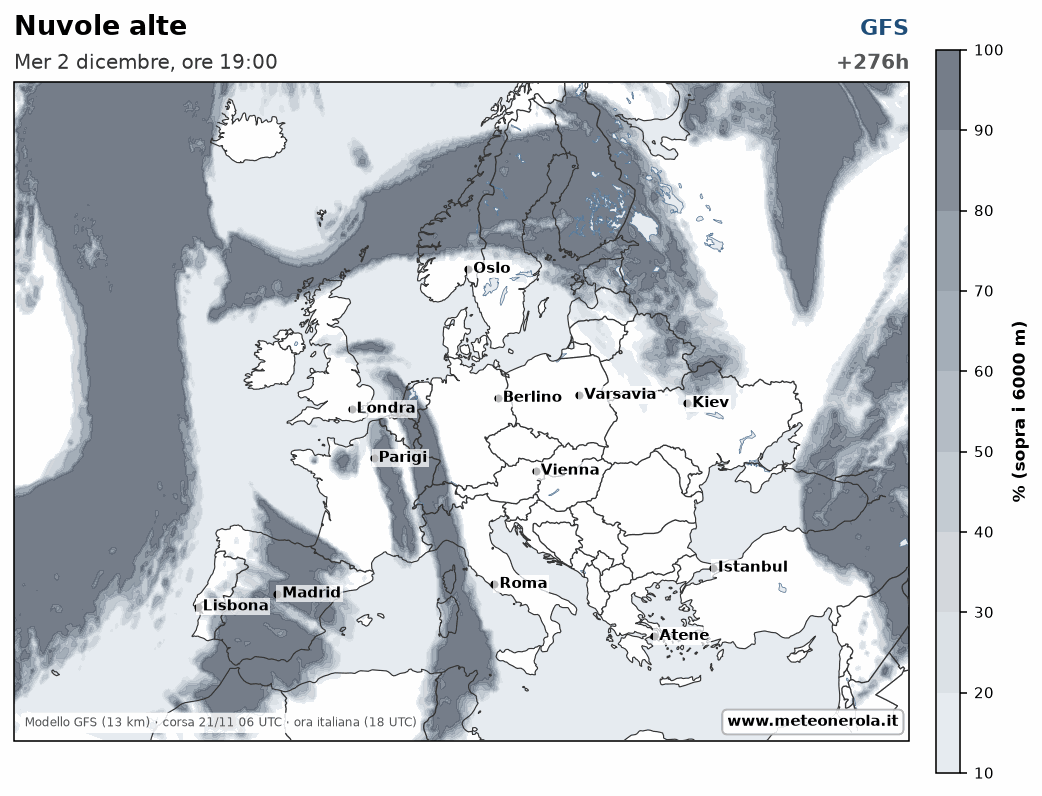 Nuvole alte
GFS
Mer 2 dicembre, ore 19:00
+276h
100
90
80
70
60
50
40
30
20
10
% (sopra i 6000 m)
Oslo
Berlino
Varsavia
Kiev
Londra
Parigi
Vienna
Istanbul
Roma
Madrid
Lisbona
Atene
Modello GFS (13 km) · corsa 21/11 06 UTC · ora italiana (18 UTC)
www.meteonerola.it